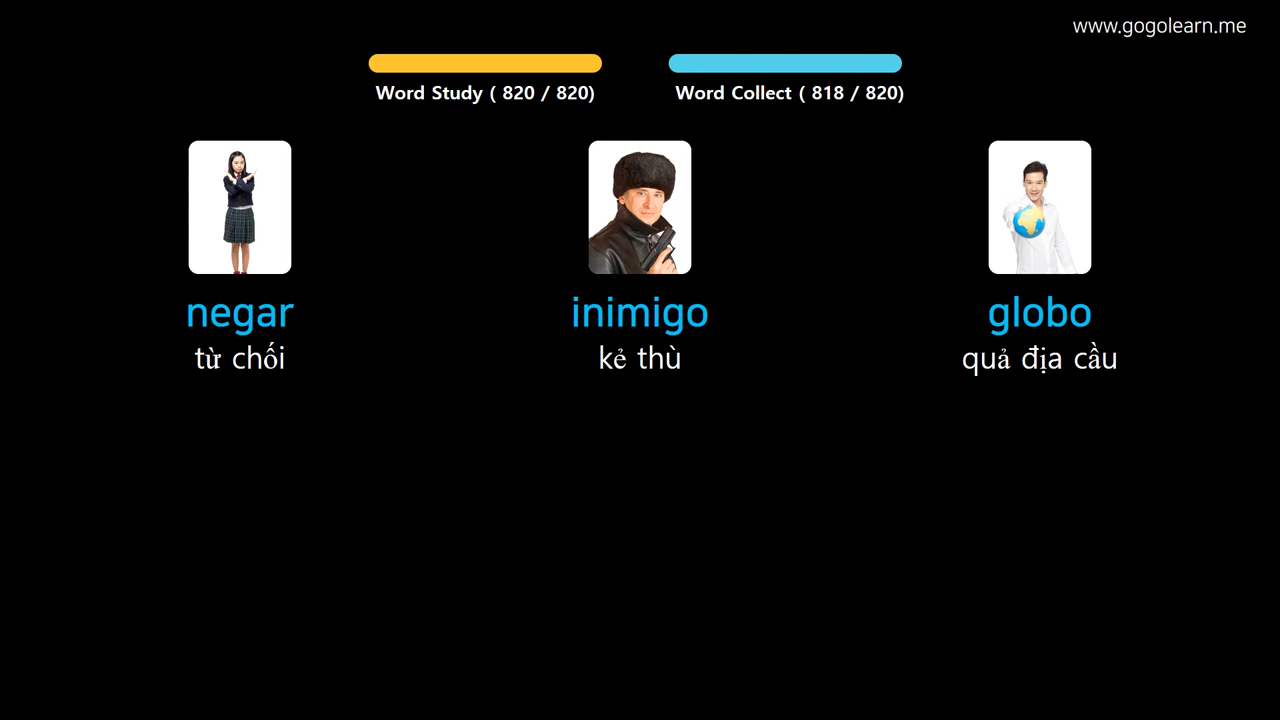 www.gogolearn.me
Word Study ( 820 / 820)
Word Collect ( 818 / 820)
negar
từ chối
inimigo
kẻ thù
globo
quả địa cầu